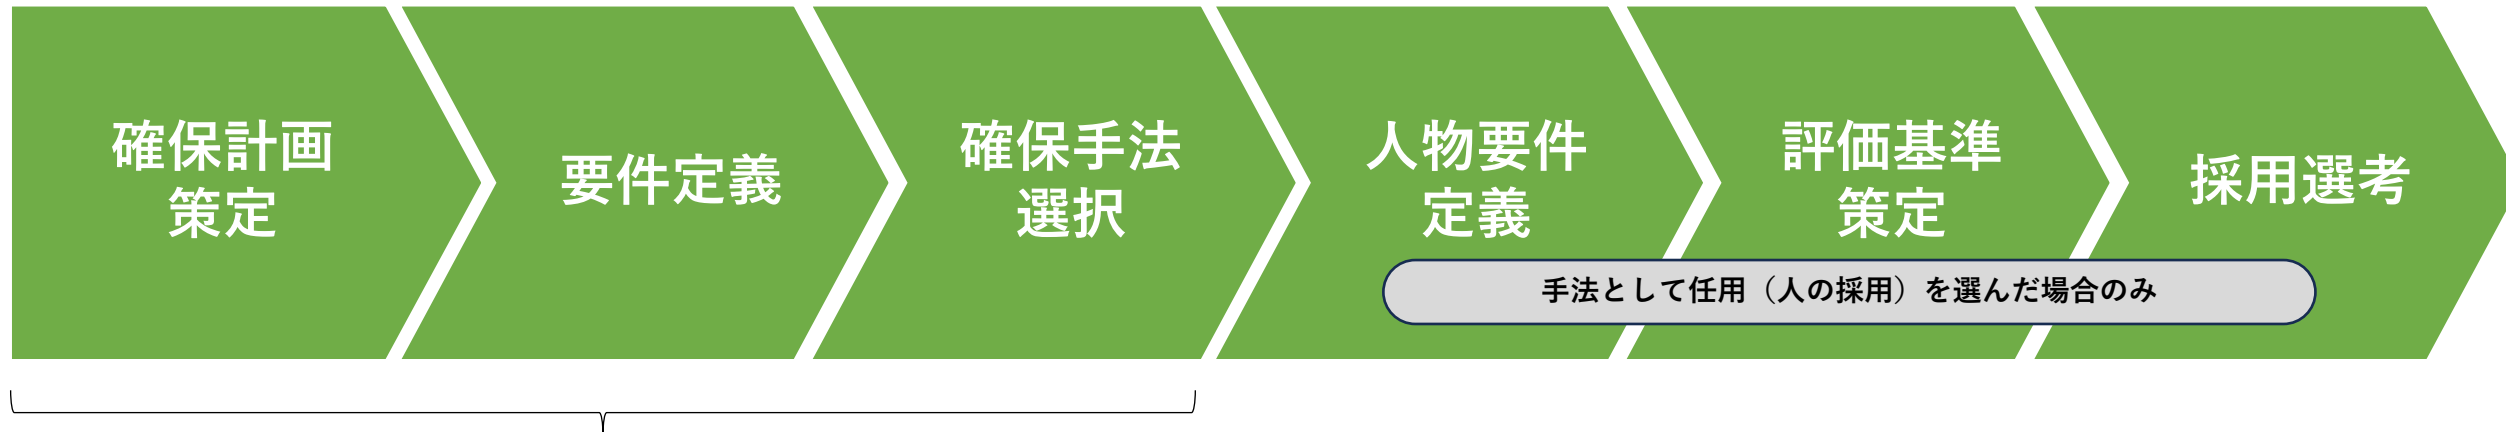 確保計画
策定
要件定義
確保手法
選択
人物要件
定義
評価基準
策定
採用選考
手法として任用（人の採用）を選んだ場合のみ